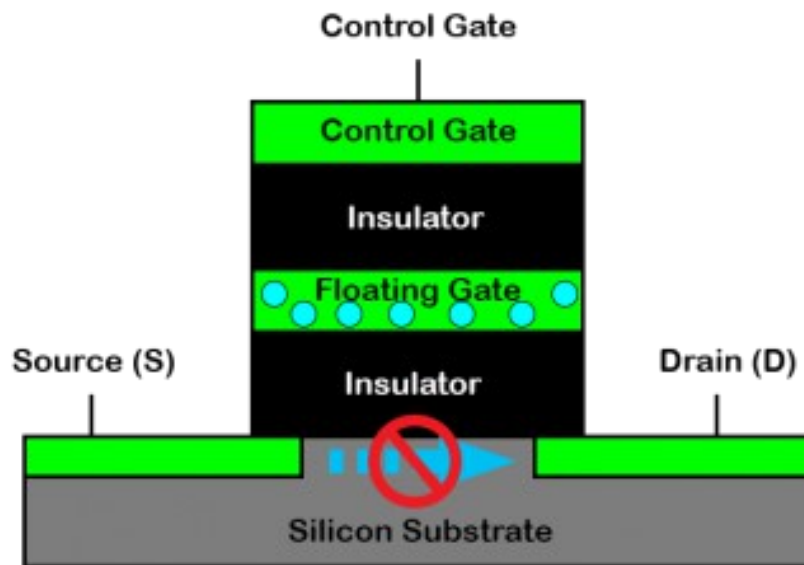 Control Gate
Control Gate
Insulator
Floating Gate
Source (S)
Drain (D)
Insulator
Silicon Substrate